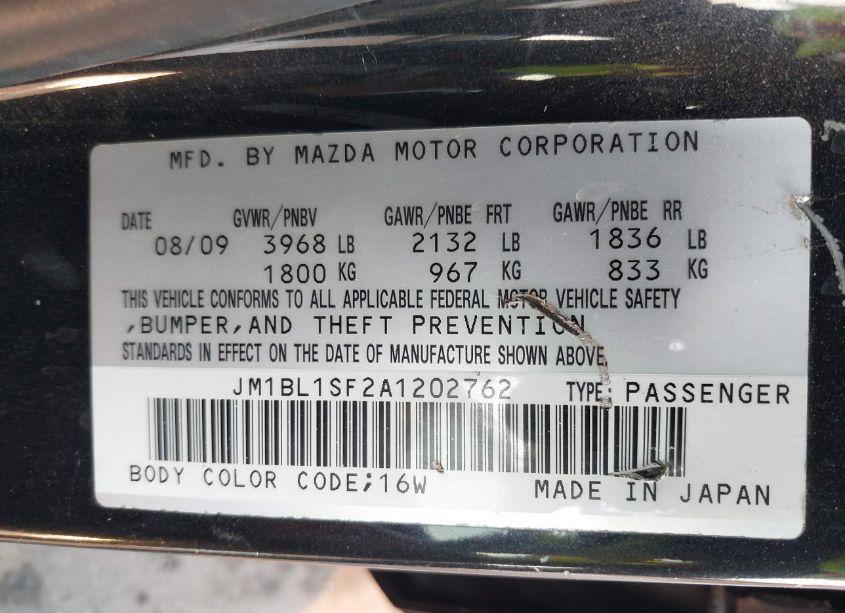 MFD. BY MAZDA MOTOR CORPORATION
DATE GVWR/PNBV GAWR/PNBE FRT GAWR/PNBE RR
08/09 3968 LB 2132 LB 1836 LB
1800 KG 967 KG 833 KG
THIS VEHICLE CONFORMS TO ALL APPLICABLE FEDERAL MOTOR VEHICLE SAFETY
,BUMPER,AND THEFT PREVENTION
STANDARDS IN EFFECT ON THE DATE OF MANUFACTURE SHOWN ABOVE
JM1BL1SF2A1202762 TYPE: PASSENGER
BODY COLOR CODE;16W MADE IN JAPAN